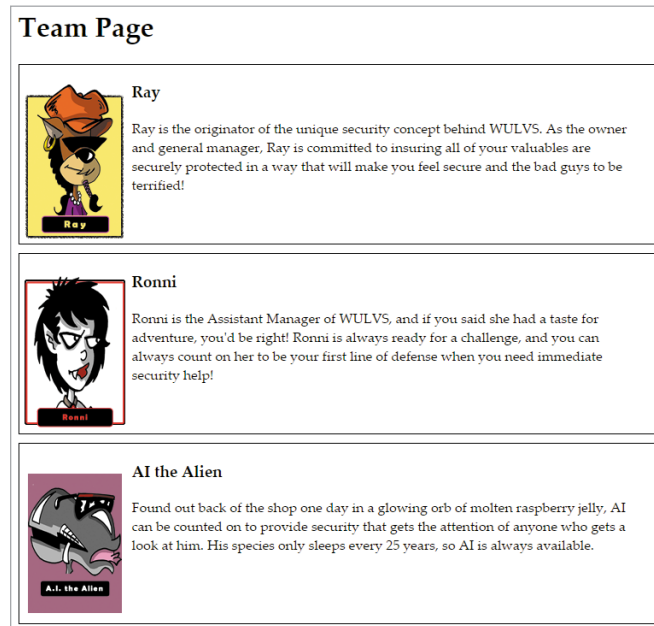 Team Page
Ray
Ray is the originator of the unique security concept behind WULVS. As the owner
and general manager, Ray is committed to insuring all of your valuables are
securely protected in a way that will make you feel secure and the bad guys to be
terrified!
Ray
Ronni
Ronni is the Assistant Manager of WULVS, and if you said she had a taste for
adventure, you'd be right! Ronni is always ready for a challenge, and you can
always count on her to be your first line of defense when you need immediate
security help!
Ronni
AI the Alien
Found out back of the shop one day in a glowing orb of molten raspberry jelly, AI
can be counted on to provide security that gets the attention of anyone who gets a
look at him. His species only sleeps every 25 years, so AI is always available.
A.I. the Alien